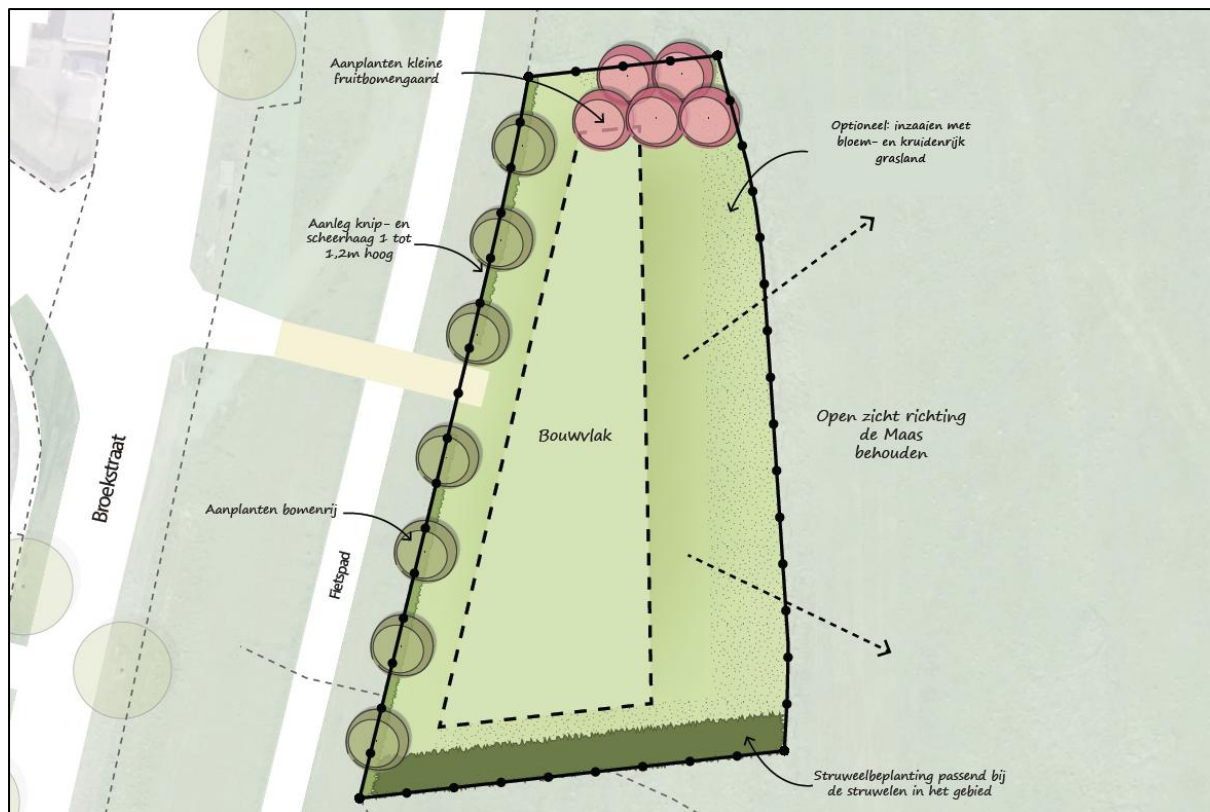 Aanplanten kleine
fruitbomengaard
Optioneel: inzaaien met
bloem- en kruidenrijk
grasland
Aanleg knip- en
scheerhaag 1 tot
1,2m hoog
Open zicht richting
de Maas
behouden
Bouwvlak
Broekstraat
Aanplanten bomenrij
Fietspad
Struweelbeplanting passend bij
de struwelen in het gebied